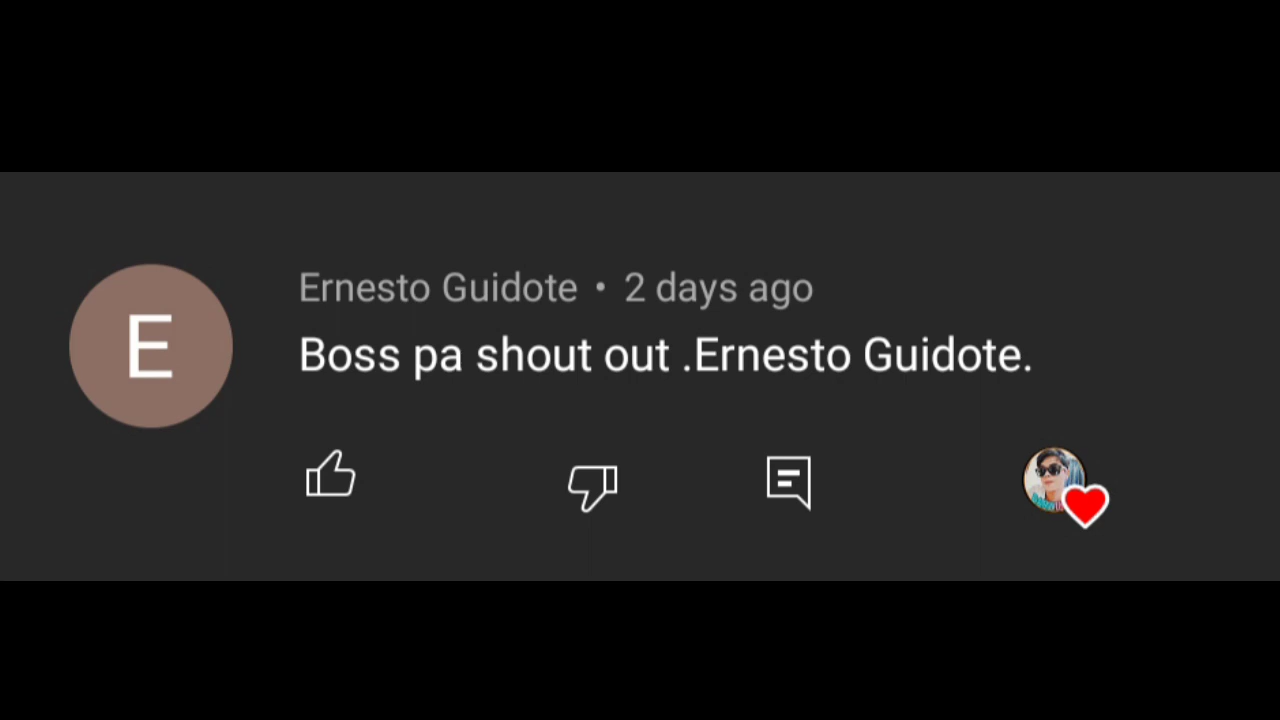 E
Ernesto Guidote • 2 days ago
Boss pa shout out .Ernesto Guidote.